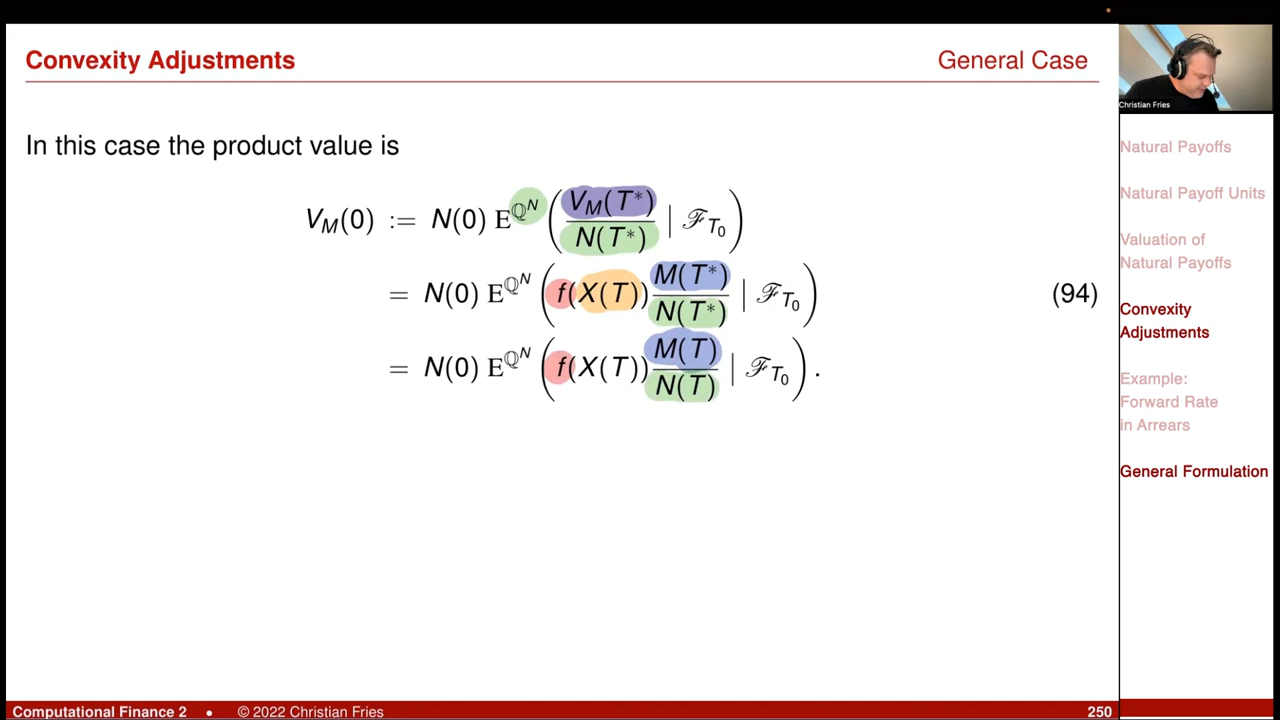 Convexity Adjustments
General Case
In this case the product value is
V_M(0) := N(0) E^{ℚ^N} ( V_M(T*) / N(T*) | ℱ_{T_0} )
= N(0) E^{ℚ^N} ( f(X(T)) M(T*) / N(T*) | ℱ_{T_0} ) (94)
= N(0) E^{ℚ^N} ( f(X(T)) M(T) / N(T) | ℱ_{T_0} ) .
Christian Fries
Natural Payoffs
Natural Payoff Units
Valuation of
Natural Payoffs
Convexity
Adjustments
Example:
Forward Rate
in Arrears
General Formulation
Computational Finance 2 • © 2022 Christian Fries
250